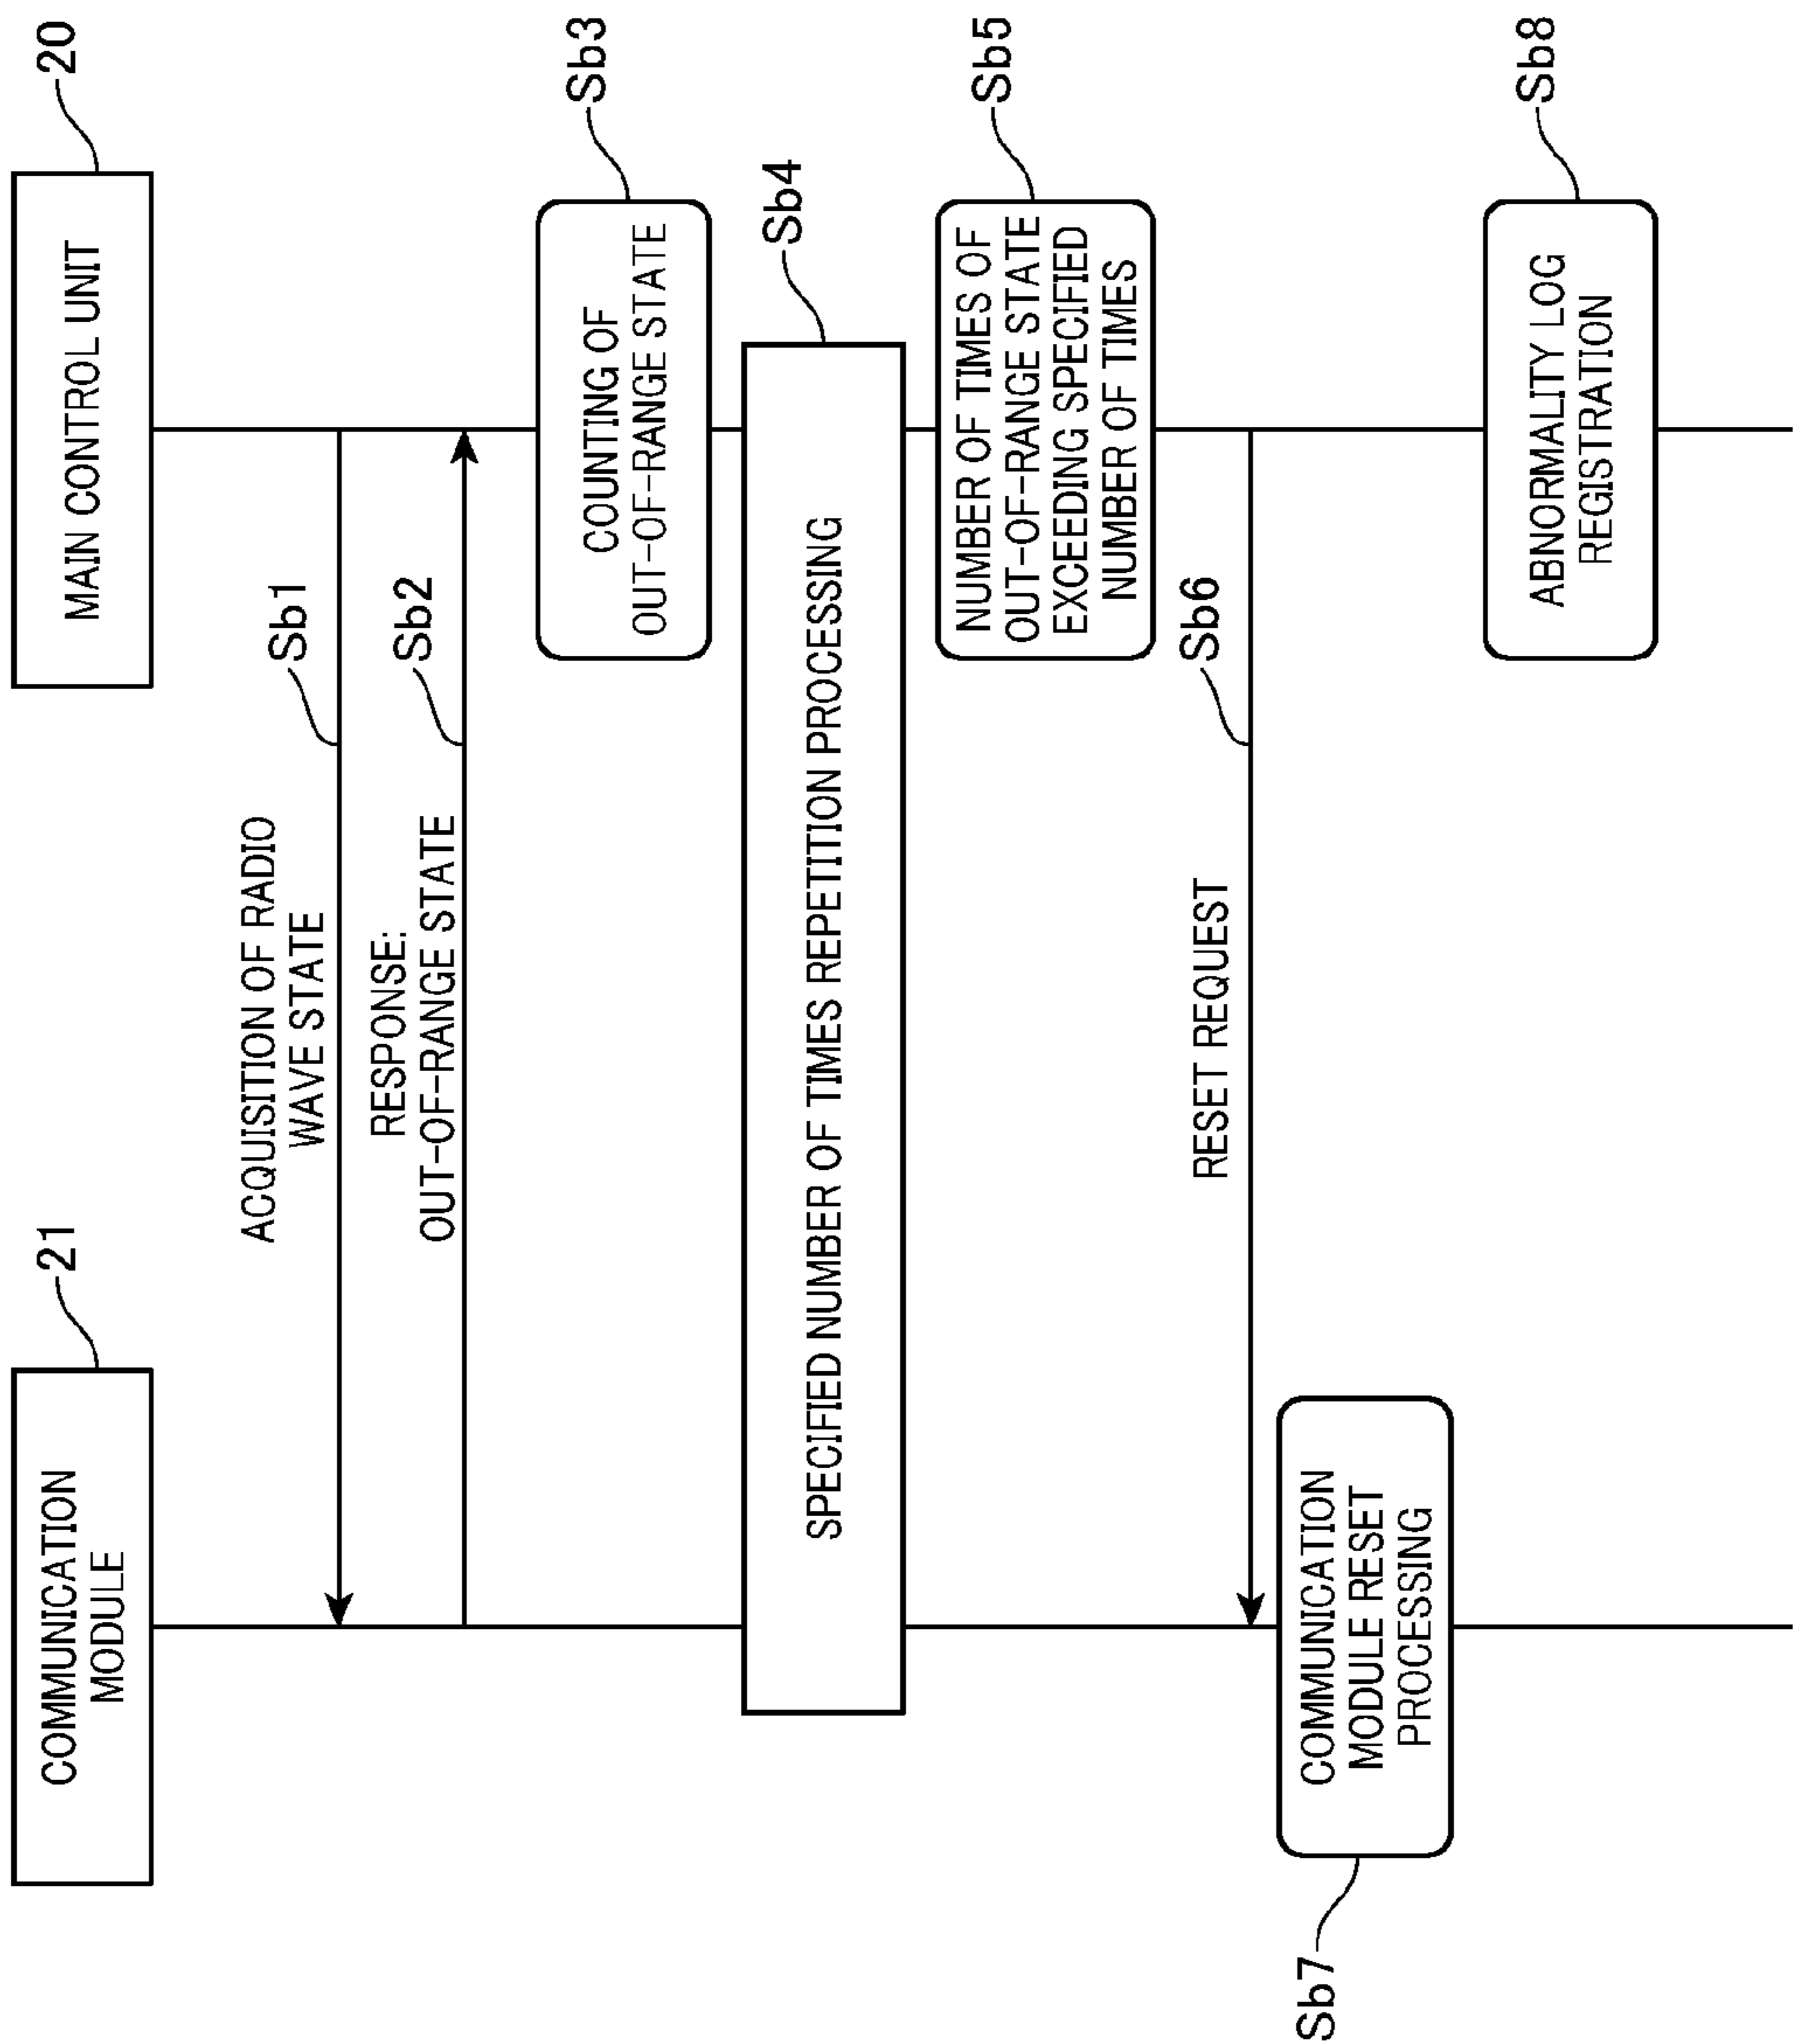 COMMUNICATION
MODULE
21
MAIN CONTROL UNIT
20
ACQUISITION OF RADIO
WAVE STATE
Sb1
RESPONSE:
OUT-OF-RANGE STATE
Sb2
COUNTING OF
OUT-OF-RANGE STATE
Sb3
SPECIFIED NUMBER OF TIMES REPETITION PROCESSING
Sb4
NUMBER OF TIMES OF
OUT-OF-RANGE STATE
EXCEEDING SPECIFIED
NUMBER OF TIMES
Sb5
RESET REQUEST
Sb6
Sb7
COMMUNICATION
MODULE RESET
PROCESSING
ABNORMALITY LOG
REGISTRATION
Sb8